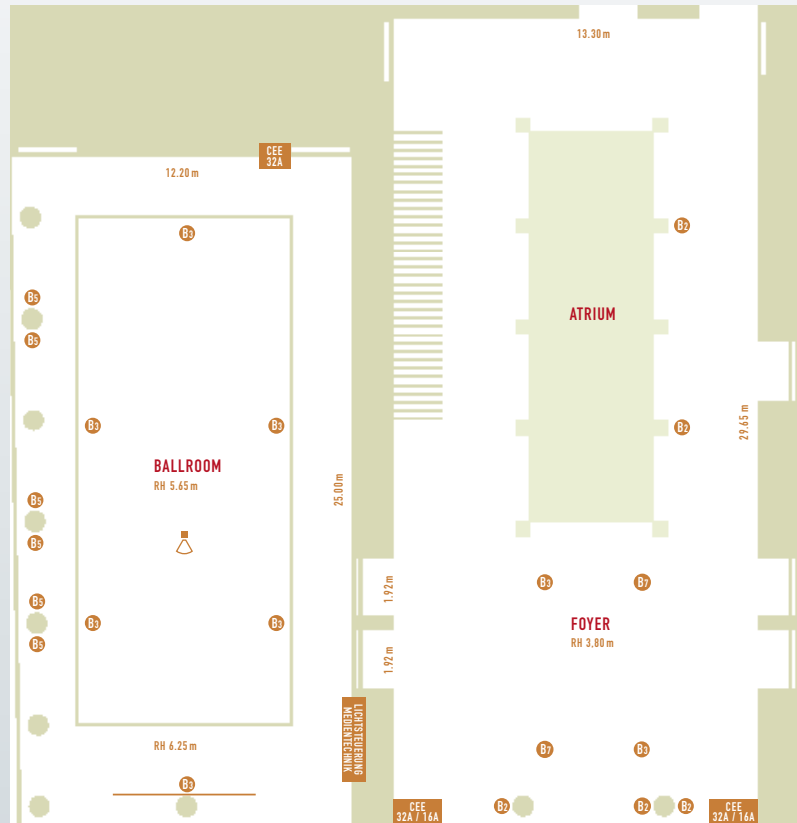 13.30 m
CEE
32A
12.20 m
B2
B3
B5
ATRIUM
B5
29.65 m
B3
B3
B2
BALLROOM
RH 5.65 m
25.00 m
B5
B5
B3
B7
1.92 m
B5
B3
B3
FOYER
RH 3,80 m
B5
1.92 m
LICHTSTEUERUNG
MEDIENTECHNIK
RH 6.25 m
B7
B3
B3
CEE
32A / 16A
B2
B2
B2
CEE
32A / 16A